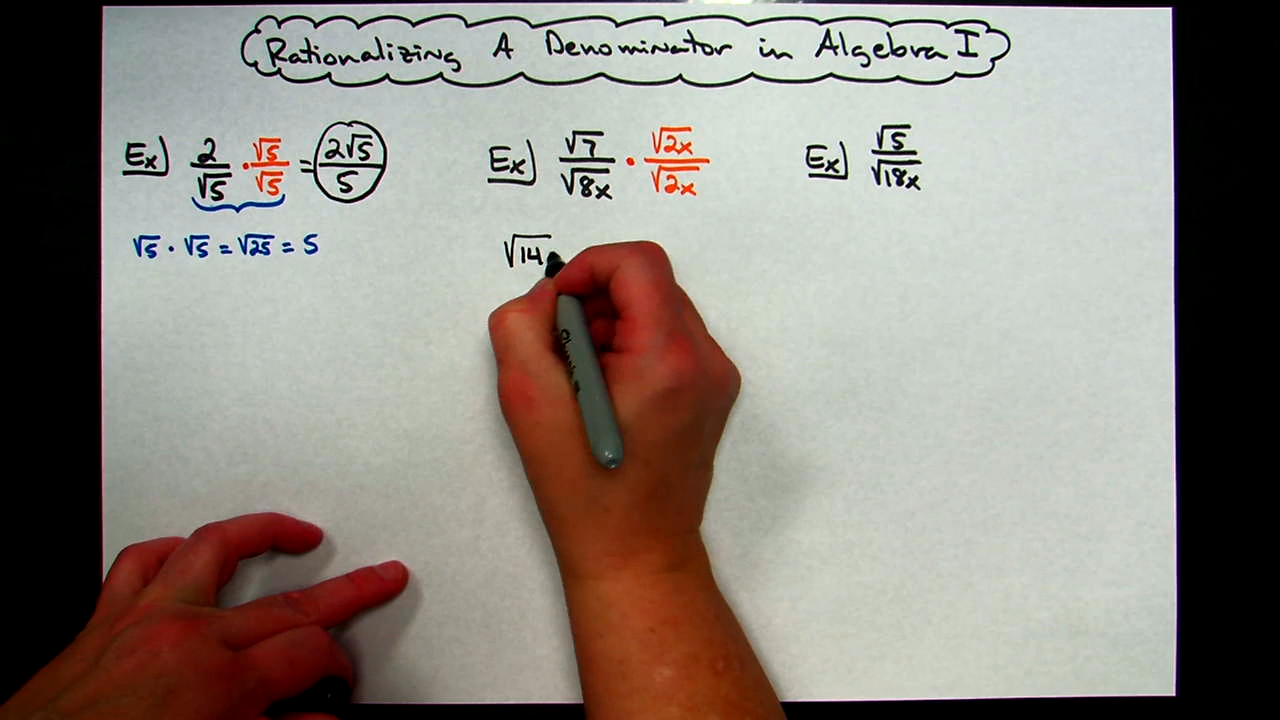 Rationalizing A Denominator in Algebra I
Ex) 2/√5 · √5/√5 = 2√5/5
√5 · √5 = √25 = 5
Ex) √7/√8x · √2x/√2x
√14
Ex) √5/√18x